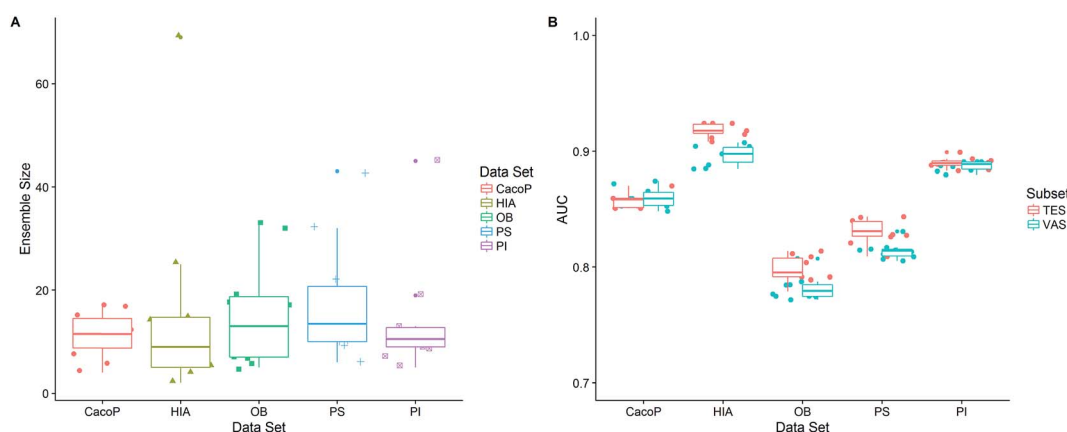 A
Ensemble Size
60
40
20
0
CacoP HIA OB PS PI
Data Set
Data Set
CacoP
HIA
OB
PS
PI
B
AUC
1.0
0.9
0.8
0.7
CacoP HIA OB PS PI
Data Set
Subset
TES
VAS